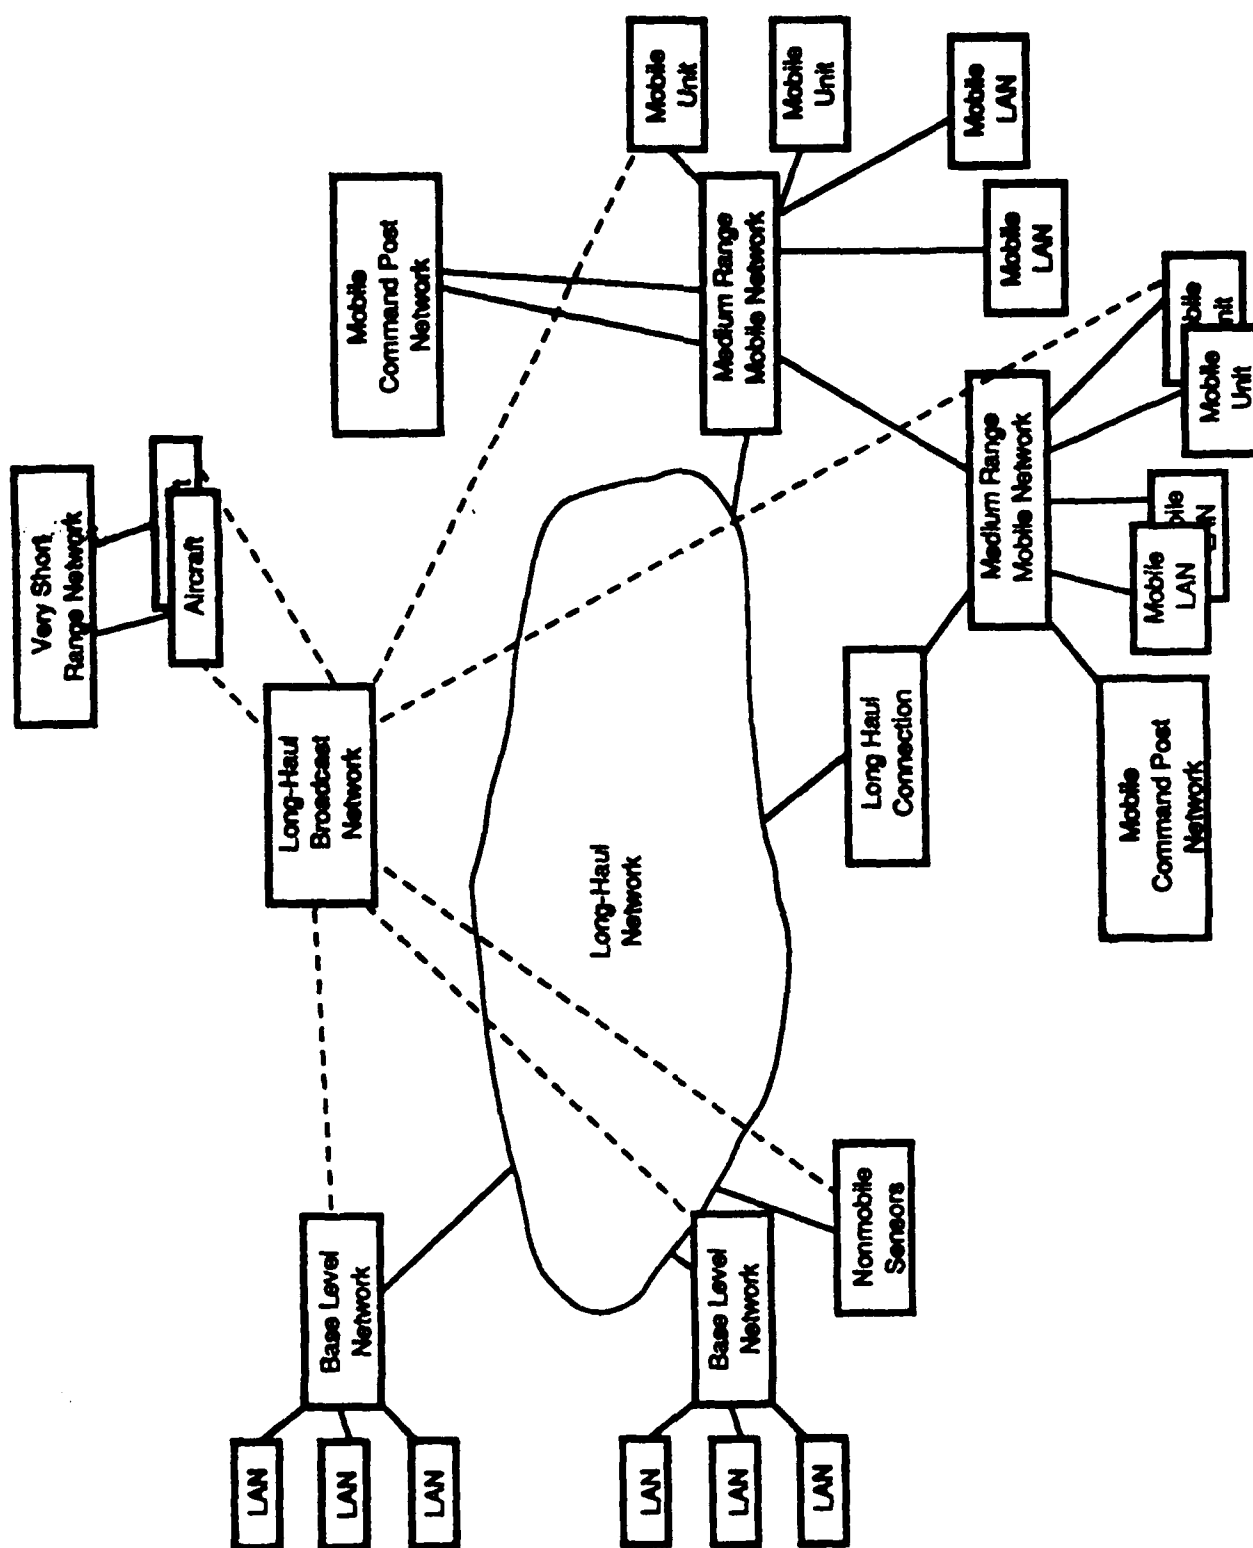 Very Short
Range Network
Aircraft
LAN
LAN
LAN
Base Level
Network
Long-Haul
Broadcast
Network
Mobile
Command Post
Network
Long-Haul
Network
LAN
LAN
LAN
Base Level
Network
Medium Range
Mobile Network
Mobile
Unit
Mobile
Unit
Mobile
LAN
Mobile
LAN
Nonmobile
Sensors
Long Haul
Connection
Medium Range
Mobile Network
Mobile
Command Post
Network
Mobile
LAN
Mobile
Unit